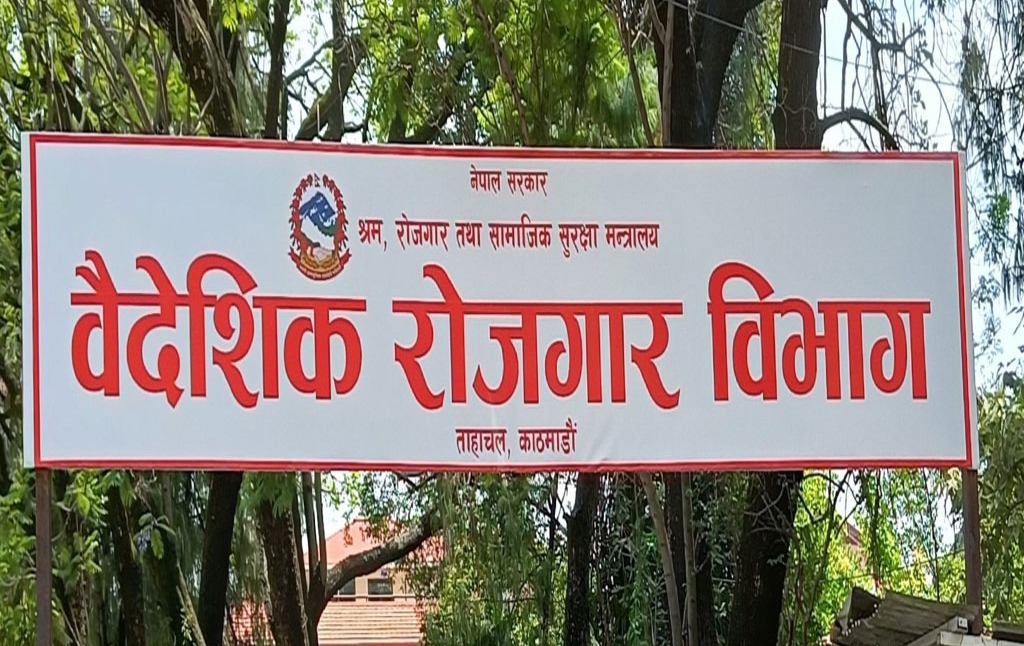 नेपाल सरकार
श्रम, रोजगार तथा सामाजिक सुरक्षा मन्त्रालय
वैदेशिक रोजगार विभाग
ताहाचल, काठमाडौं